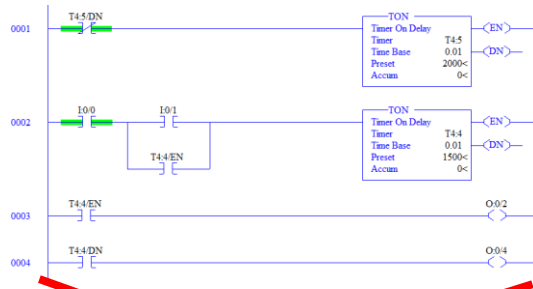 T4:5/DN
TON
0001
Timer On Delay
EN
Timer T4:5
Time Base 0.01
DN
Preset 2000<
Accum 0<
I:0/0 I:0/1
TON
0002
Timer On Delay
EN
Timer T4:4
Time Base 0.01
DN
T4:4/EN
Preset 1500<
Accum 0<
T4:4/EN O:0/2
0003
T4:4/DN O:0/4
0004